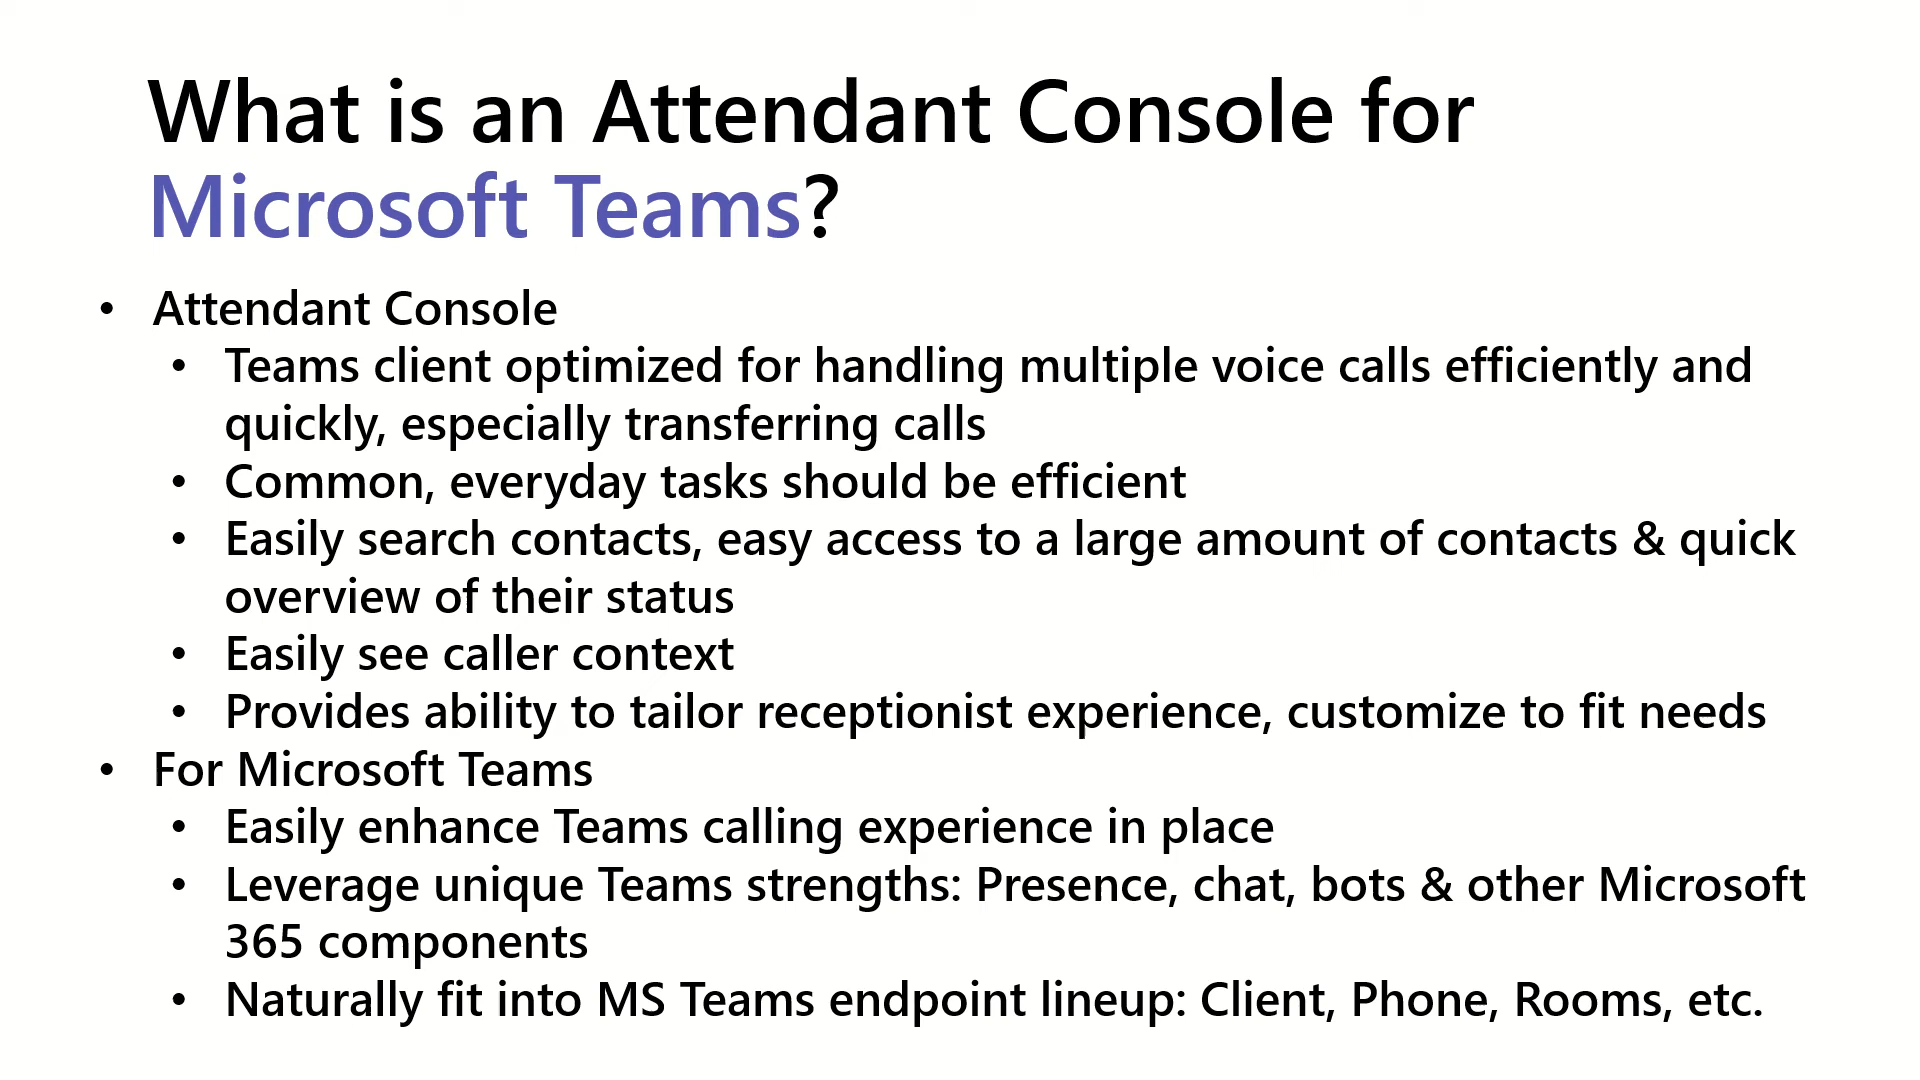 What is an Attendant Console for
Microsoft Teams?
• Attendant Console
• Teams client optimized for handling multiple voice calls efficiently and
quickly, especially transferring calls
• Common, everyday tasks should be efficient
• Easily search contacts, easy access to a large amount of contacts & quick
overview of their status
• Easily see caller context
• Provides ability to tailor receptionist experience, customize to fit needs
• For Microsoft Teams
• Easily enhance Teams calling experience in place
• Leverage unique Teams strengths: Presence, chat, bots & other Microsoft
365 components
• Naturally fit into MS Teams endpoint lineup: Client, Phone, Rooms, etc.